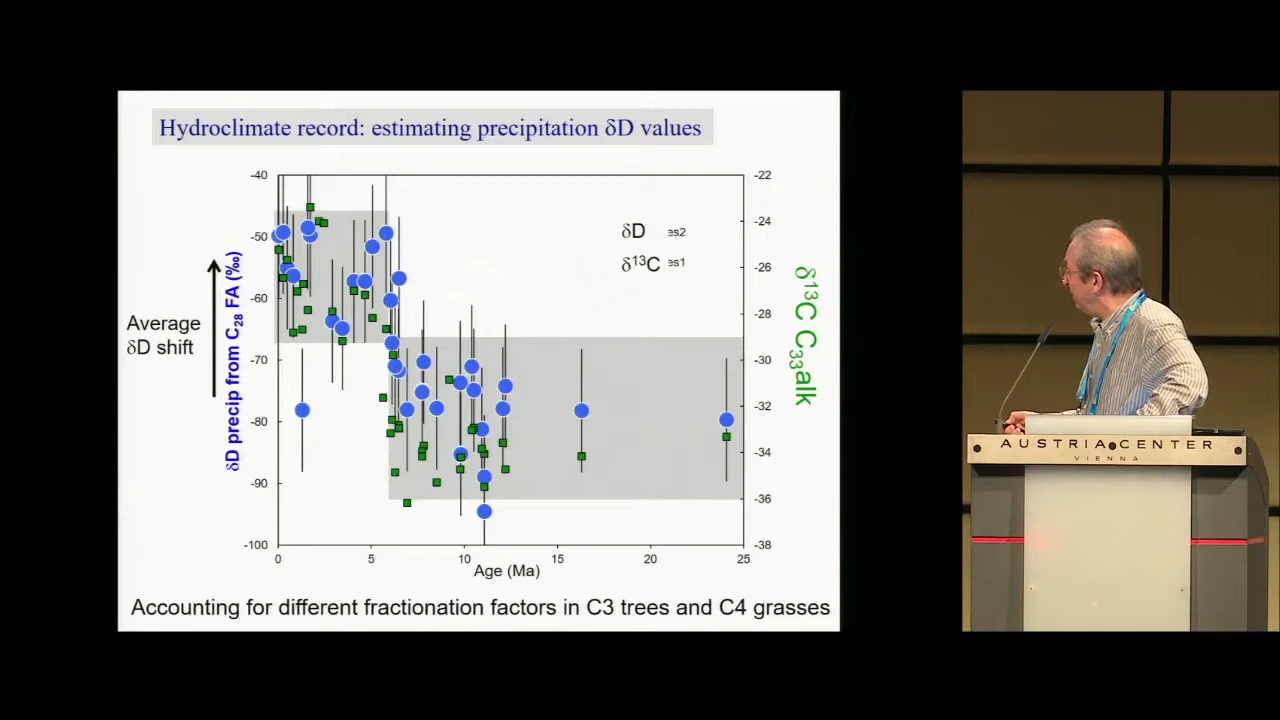 Hydroclimate record: estimating precipitation δD values
-40
-50
-60
-70
-80
-90
-100
-22
-24
-26
-28
-30
-32
-34
-36
-38
0
5
10
15
20
25
Age (Ma)
δD precip from C28 FA (‰)
δ13C C33alk
Average
δD shift
δD es2
δ13C es1
Accounting for different fractionation factors in C3 trees and C4 grasses
AUSTRIA CENTER
VIENNA